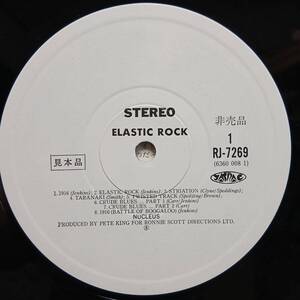 STEREO
ELASTIC ROCK
非売品
1
RJ-7269
(6360 008 1)
見本品
1. 1916 (Jenkins); 2. ELASTIC ROCK (Jenkins); 3. STRIATION (Clyne/Speddings);
4. TARANAKI (Smith); 5. TWISTED TRACK (Spedding/Brown);
6. CRUDE BLUES ... PART 1 (Carr/Jenkins)
7. CRUDE BLUES ... PART 2 (Carr/Jenkins)
8. 1916 (BATTLE OF BOOGALOO) (Jenkins)
NUCLEUS
PRODUCED BY PETE KING FOR RONNIE SCOTT DIRECTIONS LTD.